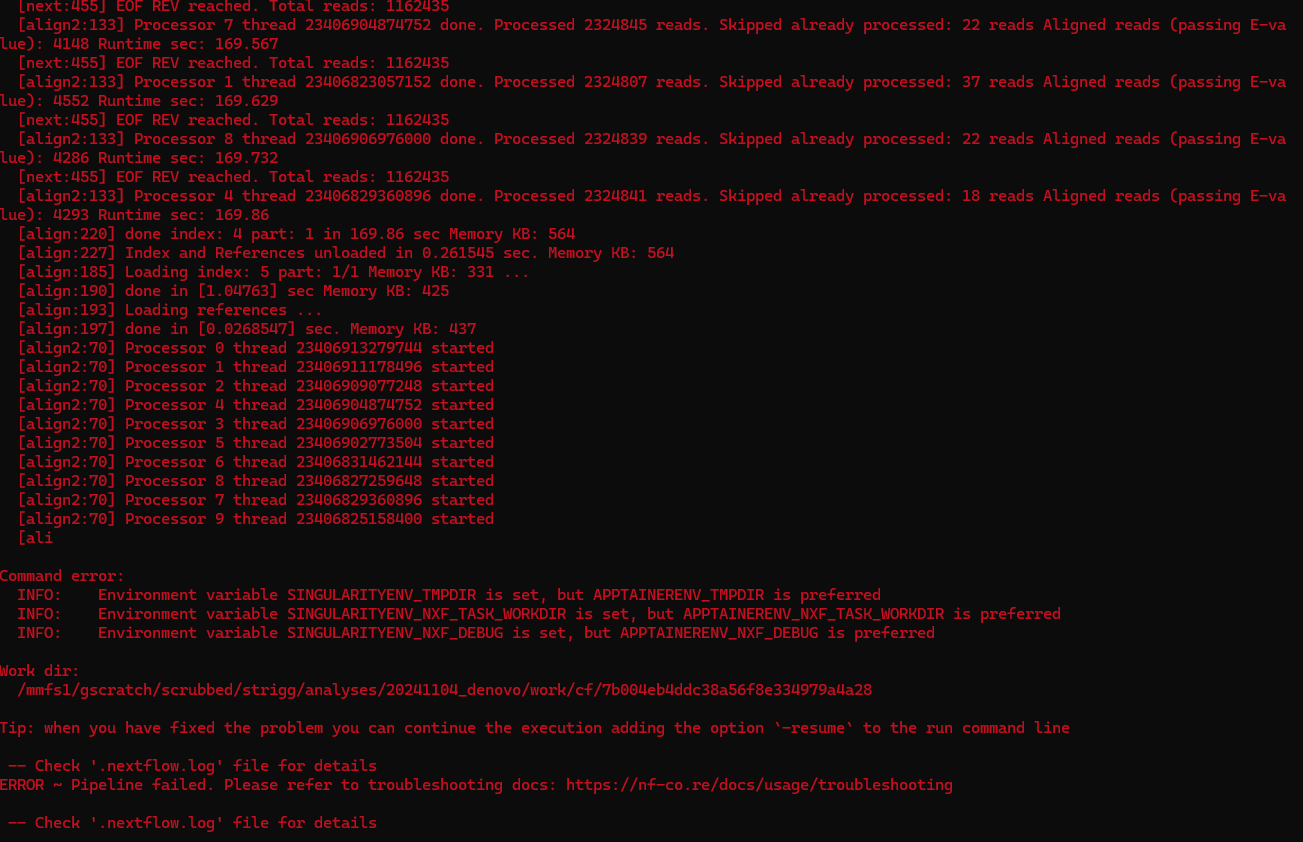 [next:455] EOF REV reached. Total reads: 1162435
[align2:133] Processor 7 thread 23406904874752 done. Processed 2324845 reads. Skipped already processed: 22 reads Aligned reads (passing E-va
lue): 4148 Runtime sec: 169.567
[next:455] EOF REV reached. Total reads: 1162435
[align2:133] Processor 1 thread 23406823057152 done. Processed 2324807 reads. Skipped already processed: 37 reads Aligned reads (passing E-va
lue): 4552 Runtime sec: 169.629
[next:455] EOF REV reached. Total reads: 1162435
[align2:133] Processor 8 thread 23406906976000 done. Processed 2324839 reads. Skipped already processed: 22 reads Aligned reads (passing E-va
lue): 4286 Runtime sec: 169.732
[next:455] EOF REV reached. Total reads: 1162435
[align2:133] Processor 4 thread 23406829360896 done. Processed 2324841 reads. Skipped already processed: 18 reads Aligned reads (passing E-va
lue): 4293 Runtime sec: 169.86
[align:220] done index: 4 part: 1 in 169.86 sec Memory KB: 564
[align:227] Index and References unloaded in 0.261545 sec. Memory KB: 564
[align:185] Loading index: 5 part: 1/1 Memory KB: 331 ...
[align:190] done in [1.04763] sec Memory KB: 425
[align:193] Loading references ...
[align:197] done in [0.0268547] sec. Memory KB: 437
[align2:70] Processor 0 thread 23406913279744 started
[align2:70] Processor 1 thread 23406911178496 started
[align2:70] Processor 2 thread 23406909077248 started
[align2:70] Processor 4 thread 23406904874752 started
[align2:70] Processor 3 thread 23406906976000 started
[align2:70] Processor 5 thread 23406902773504 started
[align2:70] Processor 6 thread 23406831462144 started
[align2:70] Processor 8 thread 23406827259648 started
[align2:70] Processor 7 thread 23406829360896 started
[align2:70] Processor 9 thread 23406825158400 started
[ali
Command error:
INFO:    Environment variable SINGULARITYENV_TMPDIR is set, but APPTAINERENV_TMPDIR is preferred
INFO:    Environment variable SINGULARITYENV_NXF_TASK_WORKDIR is set, but APPTAINERENV_NXF_TASK_WORKDIR is preferred
INFO:    Environment variable SINGULARITYENV_NXF_DEBUG is set, but APPTAINERENV_NXF_DEBUG is preferred
Work dir:
/mmfs1/gscratch/scrubbed/strigg/analyses/20241104_denovo/work/cf/7b004eb4ddc38a56f8e334979a4a28
Tip: when you have fixed the problem you can continue the execution adding the option `-resume` to the run command line
-- Check '.nextflow.log' file for details
ERROR ~ Pipeline failed. Please refer to troubleshooting docs: https://nf-co.re/docs/usage/troubleshooting
-- Check '.nextflow.log' file for details